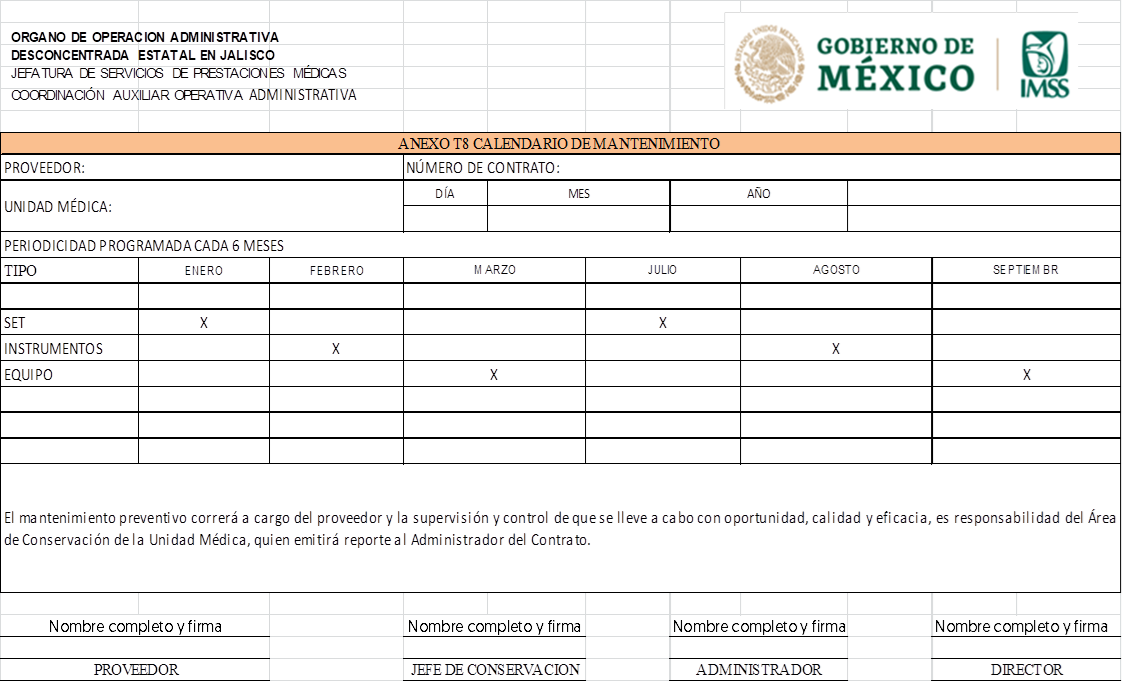 ORGANO DE OPERACION ADMINISTRATIVA
DESCONCENTRADA ESTATAL EN JALISCO
JEFATURA DE SERVICIOS DE PRESTACIONES MÉDICAS
COORDINACIÓN AUXILIAR OPERATIVA ADMINISTRATIVA
ESTADOS UNIDOS MEXICANOS
GOBIERNO DE
MÉXICO
IMSS
ANEXO T8 CALENDARIO DE MANTENIMIENTO
PROVEEDOR: NÚMERO DE CONTRATO:
UNIDAD MÉDICA: DÍA MES AÑO
PERIODICIDAD PROGRAMADA CADA 6 MESES
TIPO ENERO FEBRERO MARZO JULIO AGOSTO SEPTIEMBR
SET X X
INSTRUMENTOS X X
EQUIPO X X
El mantenimiento preventivo correrá a cargo del proveedor y la supervisión y control de que se lleve a cabo con oportunidad, calidad y eficacia, es responsabilidad del Área
de Conservación de la Unidad Médica, quien emitirá reporte al Administrador del Contrato.
Nombre completo y firma Nombre completo y firma Nombre completo y firma Nombre completo y firma
PROVEEDOR JEFE DE CONSERVACION ADMINISTRADOR DIRECTOR